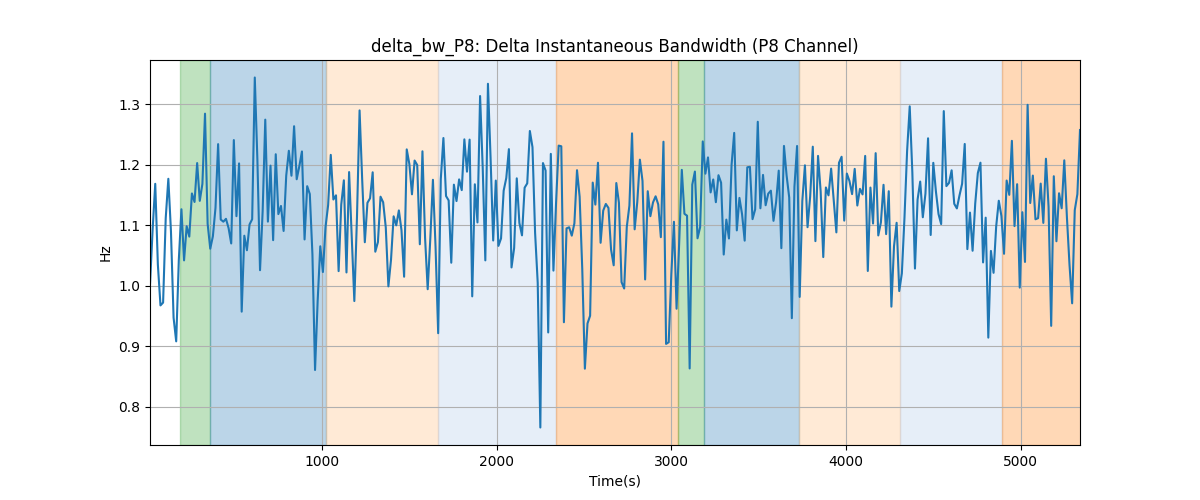 delta_bw_P8: Delta Instantaneous Bandwidth (P8 Channel)
1.3
1.2
1.1
1.0
0.9
0.8
Hz
1000 2000 3000 4000 5000
Time(s)